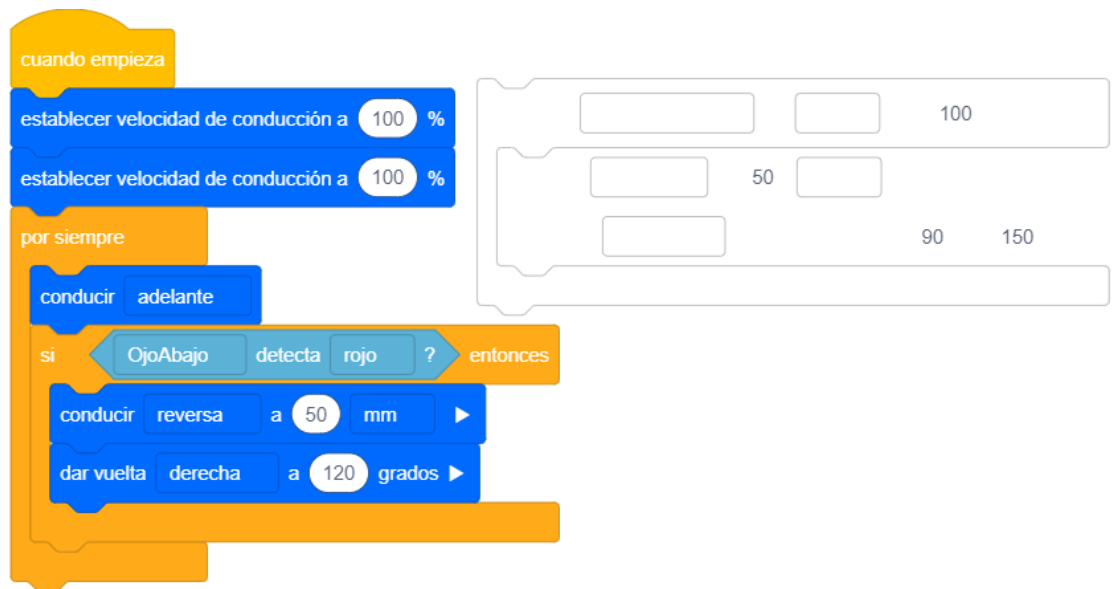 cuando empieza
establecer velocidad de conducción a 100 %
establecer velocidad de conducción a 100 %
por siempre
conducir adelante
si OjoAbajo detecta rojo ? entonces
conducir reversa a 50 mm
dar vuelta derecha a 120 grados
100
50
90 150